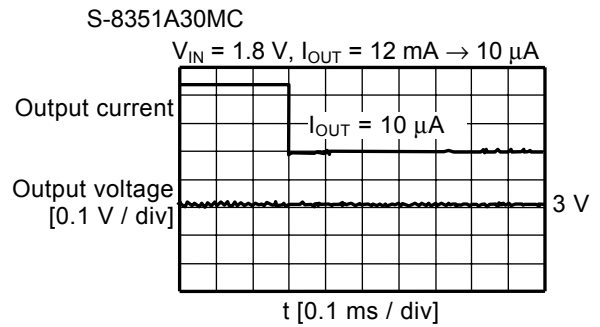 S-8351A30MC
V_IN = 1.8 V, I_OUT = 12 mA → 10 μA
Output current
I_OUT = 10 μA
Output voltage
[0.1 V / div]
3 V
t [0.1 ms / div]